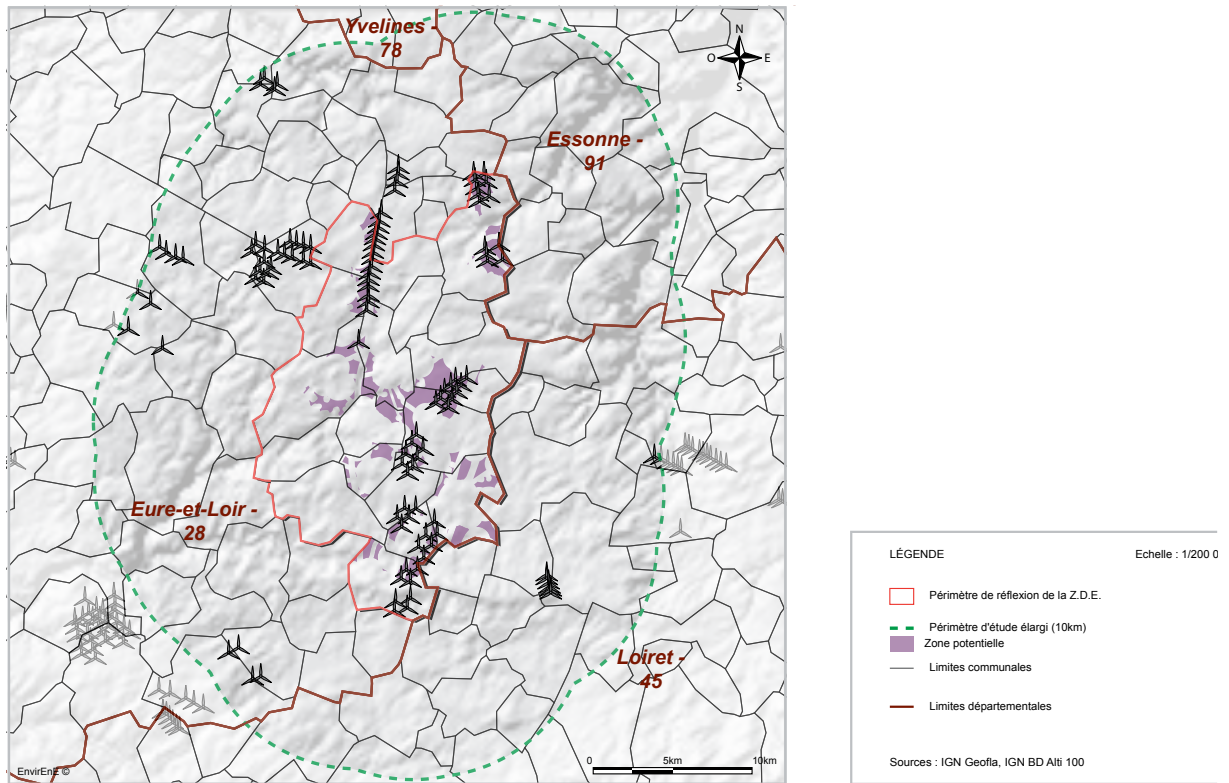 Yvelines -
78
N
O
E
S
Essonne -
91
Eure-et-Loir -
28
Loiret -
45
EnvirEnE ©
0
5km
10km
LÉGENDE
Echelle : 1/200 0
Périmètre de réflexion de la Z.D.E.
Périmètre d'étude élargi (10km)
Zone potentielle
Limites communales
Limites départementales
Sources : IGN Geofla, IGN BD Alti 100